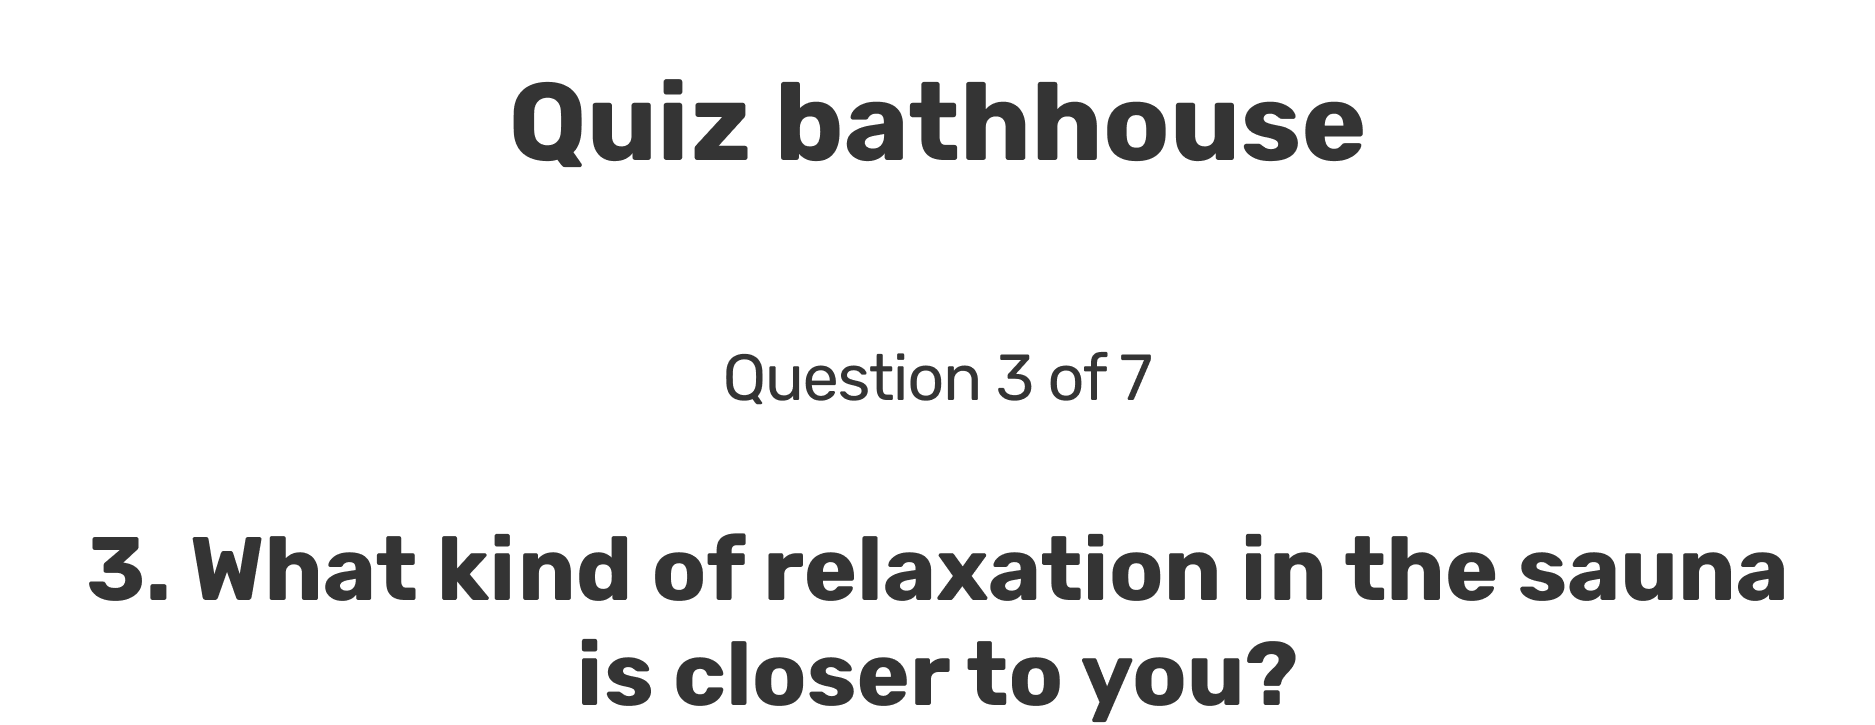 Quiz bathhouse
Question 3 of 7
3. What kind of relaxation in the sauna
is closer to you?